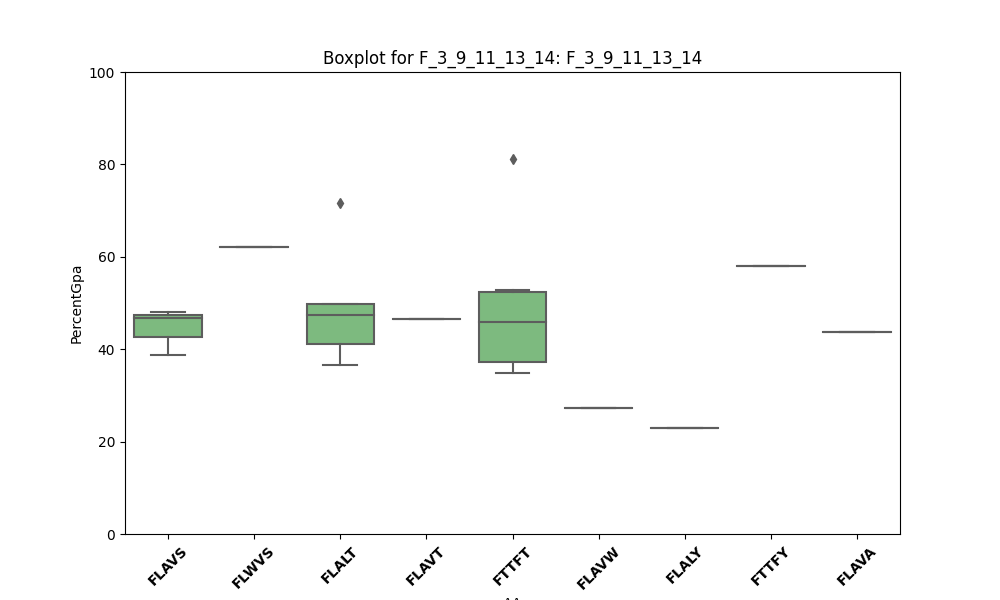 Boxplot for F_3_9_11_13_14: F_3_9_11_13_14
PercentGpa
100
80
60
40
20
0
FLAVS
FLWVS
FLALT
FLAVT
FTTFT
FLAVW
FLALY
FTTFY
FLAVA